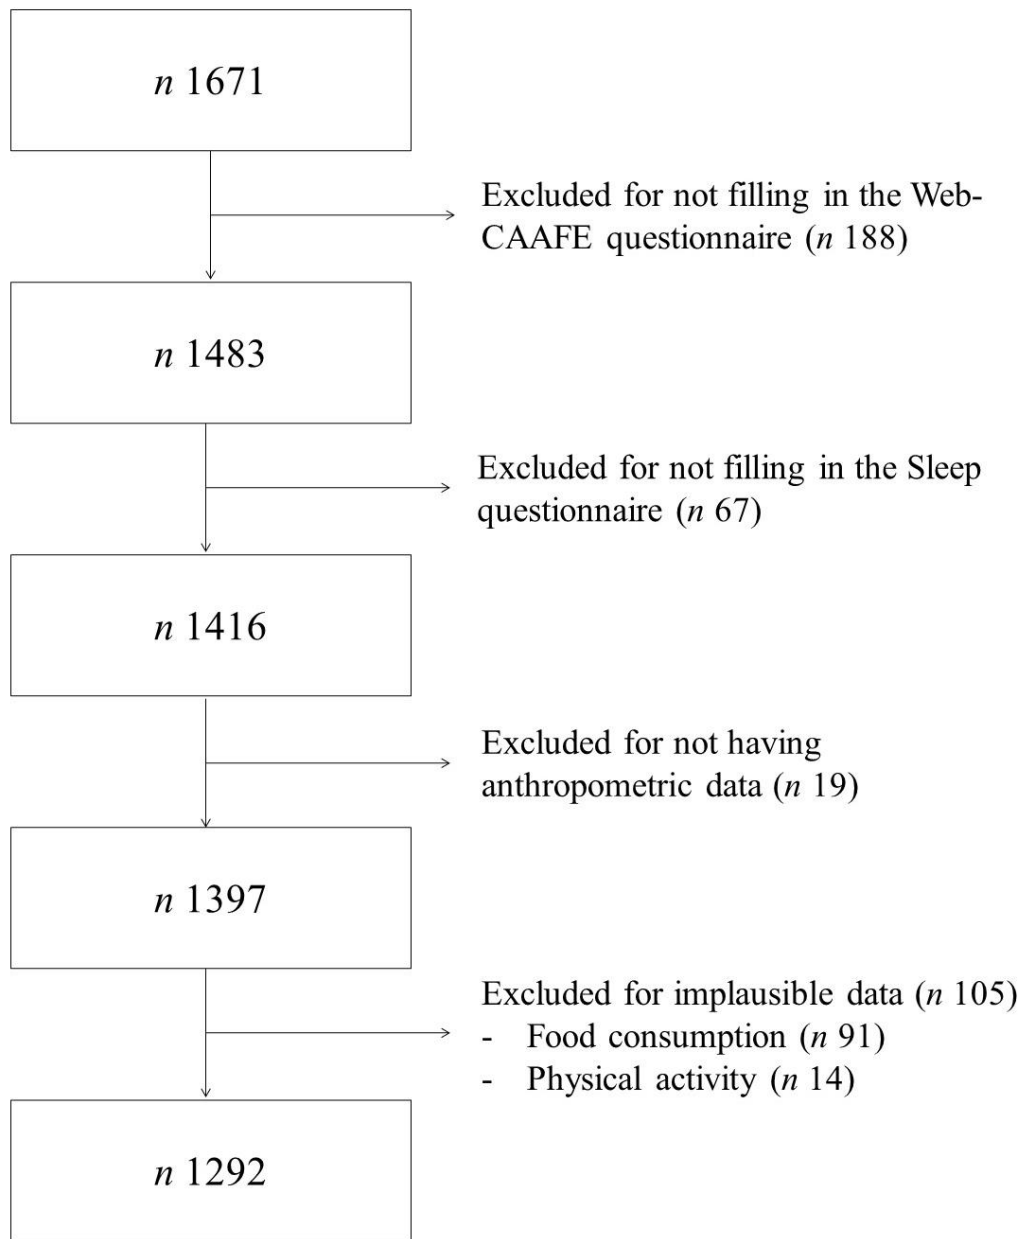 n 1671
Excluded for not filling in the Web-
CAAFE questionnaire (n 188)
n 1483
Excluded for not filling in the Sleep
questionnaire (n 67)
n 1416
Excluded for not having
anthropometric data (n 19)
n 1397
Excluded for implausible data (n 105)
- Food consumption (n 91)
- Physical activity (n 14)
n 1292